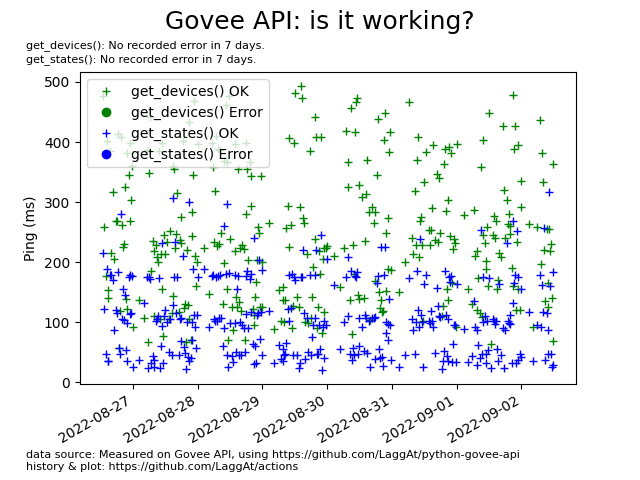 Govee API: is it working?
get_devices(): No recorded error in 7 days.
get_states(): No recorded error in 7 days.
get_devices() OK
get_devices() Error
get_states() OK
get_states() Error
Ping (ms)
500
400
300
200
100
0
2022-08-27
2022-08-28
2022-08-29
2022-08-30
2022-08-31
2022-09-01
2022-09-02
data source: Measured on Govee API, using https://github.com/LaggAt/python-govee-api
history & plot: https://github.com/LaggAt/actions